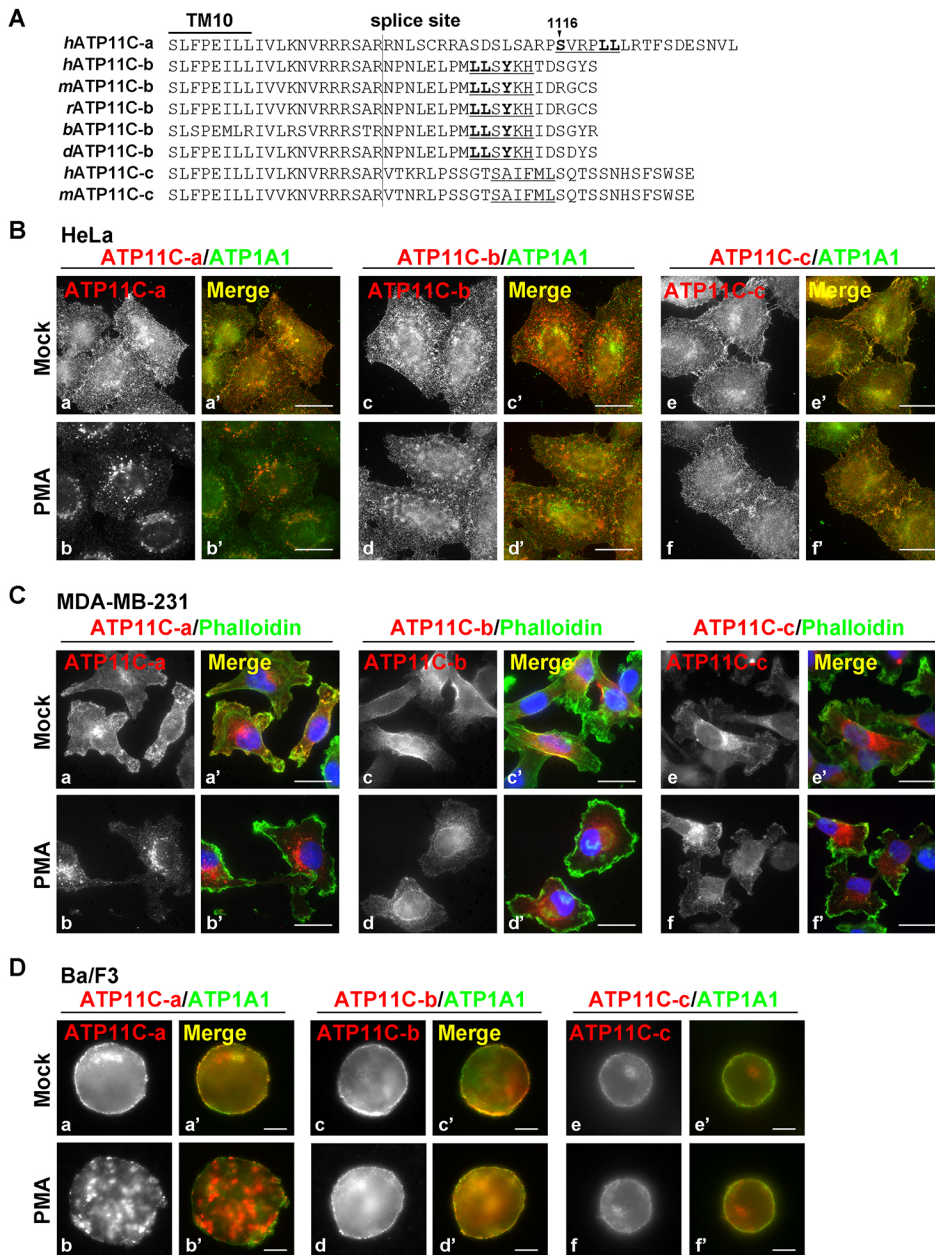 A
TM10 splice site 1116
hATP11C-a SLFPEILLIVLKNVRRRSARRNLSCRRASDSLSARPSVRPLLLRTFSDESNVL
hATP11C-b SLFPEILLIVLKNVRRRSARNPNLELPMLLSYKHTDSGYS
mATP11C-b SLFPEILLIVVKNVRRRSARNPNLELPMLLSYKHIDSGCS
rATP11C-b SLFPEILLIVVKNVRRRSARNPNLELPMLLSYKHIDRGCS
bATP11C-b SLSPEMLRIVLRSVRRRSTRNPNLELPMLLSYKHIDSGYR
dATP11C-b SLFPEILLIVLKNVRRRSARNPNLELPMLLSYKHIDSDYS
hATP11C-c SLFPEILLIVLKNVRRRSARVTKRLPSSGTSAIFMLSQTSSNHSFSWSE
mATP11C-c SLFPEILLIVVKNVRRRSARVTNRLPSSGTSAIFMLSQTSSNHSFSWSE
B
HeLa
ATP11C-a/ATP1A1 ATP11C-b/ATP1A1 ATP11C-c/ATP1A1
Mock
ATP11C-a Merge ATP11C-b Merge ATP11C-c Merge
a a' c c' e e'
PMA
b b' d d' f f'
C
MDA-MB-231
ATP11C-a/Phalloidin ATP11C-b/Phalloidin ATP11C-c/Phalloidin
Mock
ATP11C-a Merge ATP11C-b Merge ATP11C-c Merge
a a' c c' e e'
PMA
b b' d d' f f'
D
Ba/F3
ATP11C-a/ATP1A1 ATP11C-b/ATP1A1 ATP11C-c/ATP1A1
Mock
ATP11C-a Merge ATP11C-b Merge ATP11C-c Merge
a a' c c' e e'
PMA
b b' d d' f f'